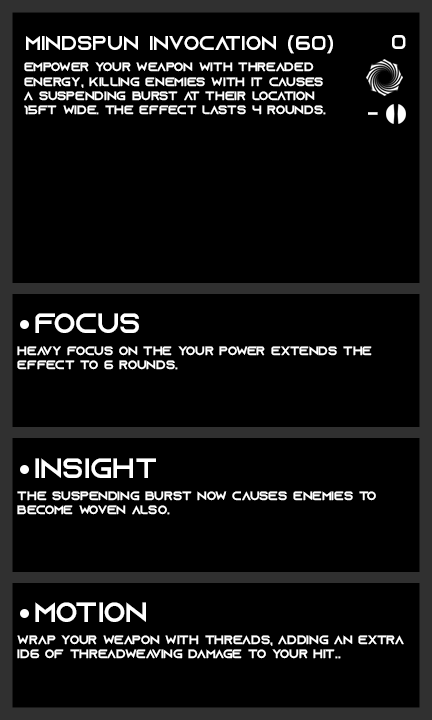 MINDSPUN INVOCATION (60)
0
EMPOWER YOUR WEAPON WITH THREADED
ENERGY, KILLING ENEMIES WITH IT CAUSES
A SUSPENDING BURST AT THEIR LOCATION
15FT WIDE. THE EFFECT LASTS 4 ROUNDS.
-
•FOCUS
HEAVY FOCUS ON THE YOUR POWER EXTENDS THE
EFFECT TO 6 ROUNDS.
•INSIGHT
THE SUSPENDING BURST NOW CAUSES ENEMIES TO
BECOME WOVEN ALSO.
•MOTION
WRAP YOUR WEAPON WITH THREADS, ADDING AN EXTRA
1D6 OF THREADWEAVING DAMAGE TO YOUR HIT..